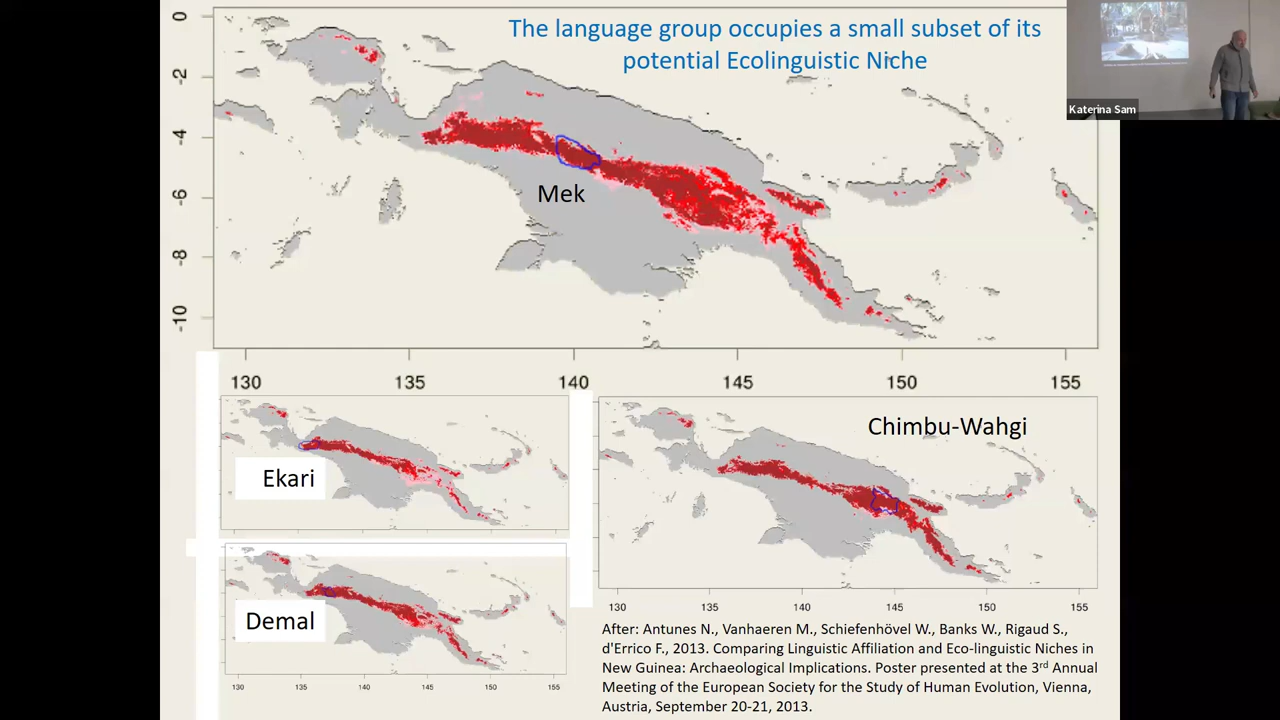 The language group occupies a small subset of its
potential Ecolinguistic Niche
Katerina Sam
0
-2
-4
-6
-8
-10
Mek
130 135 140 145 150 155
Ekari
Chimbu-Wahgi
Demal
130 135 140 145 150 155
130 135 140 145 150 155
After: Antunes N., Vanhaeren M., Schiefenhövel W., Banks W., Rigaud S.,
d'Errico F., 2013. Comparing Linguistic Affiliation and Eco-linguistic Niches in
New Guinea: Archaeological Implications. Poster presented at the 3rd Annual
Meeting of the European Society for the Study of Human Evolution, Vienna,
Austria, September 20-21, 2013.